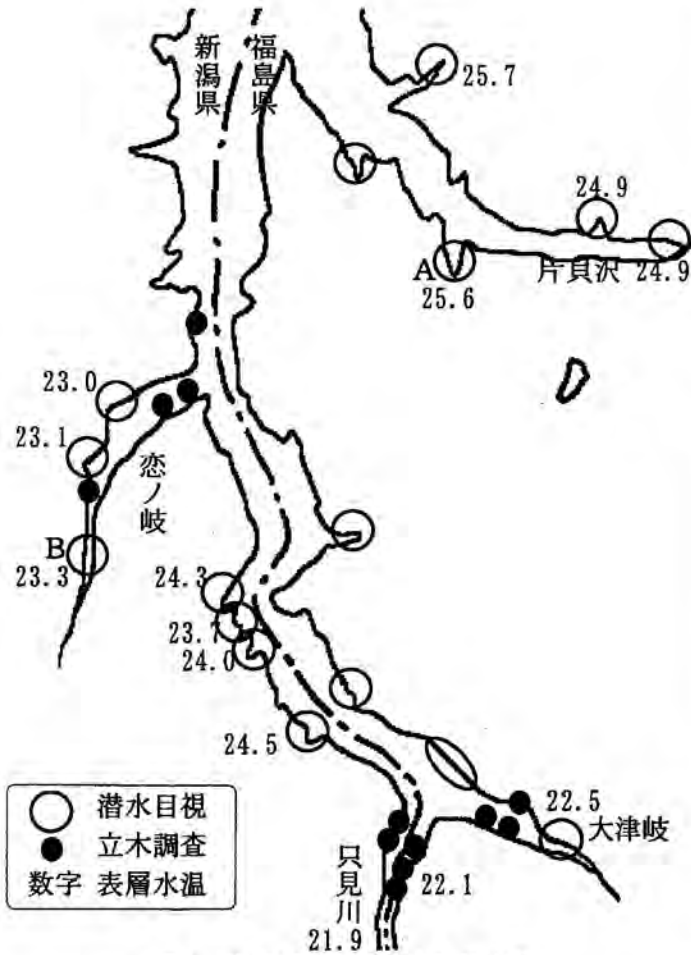 新潟県
福島県
25.7
24.9
A
25.6
片貝沢 24.9
23.0
23.1
恋ノ岐
B
23.3
24.3
23.7
24.0
24.5
22.5
大津岐
只見川
22.1
21.9
潜水目視
立木調査
数字 表層水温